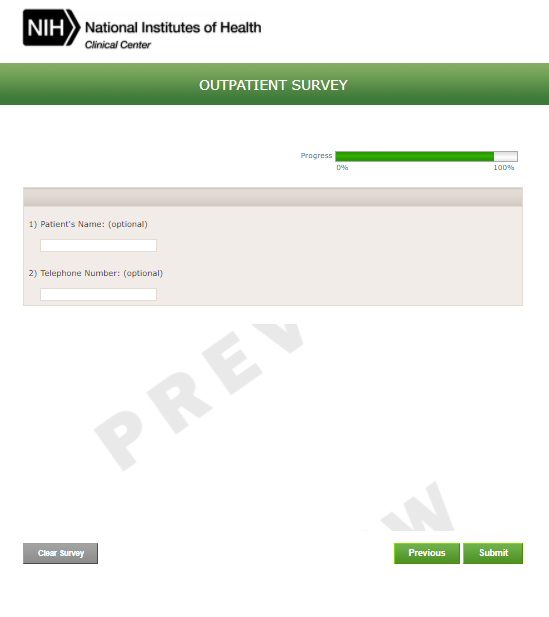 NIH National Institutes of Health
Clinical Center
OUTPATIENT SURVEY
Progress
0% 100%
1) Patient's Name: (optional)
2) Telephone Number: (optional)
PREV
W
Clear Survey Previous Submit